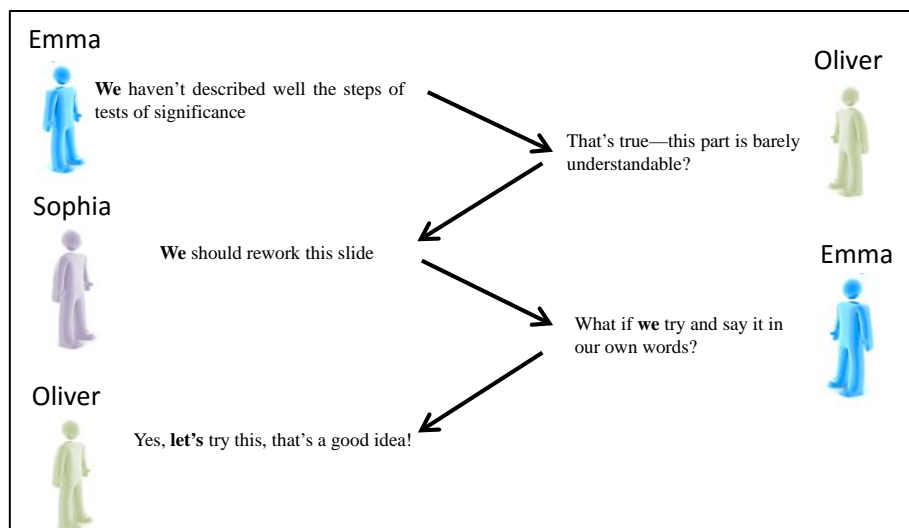 Emma
We haven't described well the steps of
tests of significance
Oliver
That's true—this part is barely
understandable?
Sophia
We should rework this slide
Emma
What if we try and say it in
our own words?
Oliver
Yes, let's try this, that's a good idea!